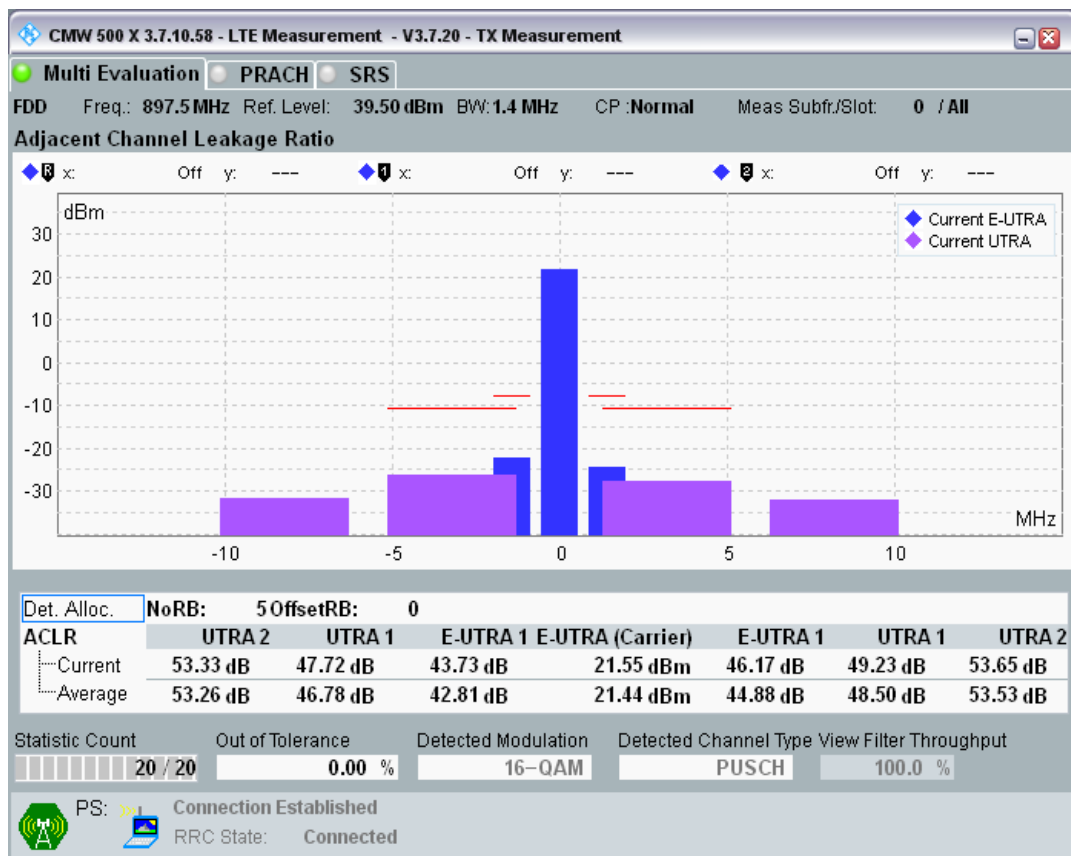 CMW 500 X 3.7.10.58 - LTE Measurement - V3.7.20 - TX Measurement
Multi Evaluation PRACH SRS
FDD Freq.: 897.5 MHz Ref. Level: 39.50 dBm BW: 1.4 MHz CP :Normal Meas Subfr./Slot: 0 / All
Adjacent Channel Leakage Ratio
R x: Off y: --- 1 x: Off y: --- 2 x: Off y: ---
dBm
Current E-UTRA
Current UTRA
30
20
10
0
-10
-20
-30
MHz
-10 -5 0 5 10
Det. Alloc. NoRB: 5 OffsetRB: 0
ACLR UTRA 2 UTRA 1 E-UTRA 1 E-UTRA (Carrier) E-UTRA 1 UTRA 1 UTRA 2
Current 53.33 dB 47.72 dB 43.73 dB 21.55 dBm 46.17 dB 49.23 dB 53.65 dB
Average 53.26 dB 46.78 dB 42.81 dB 21.44 dBm 44.88 dB 48.50 dB 53.53 dB
Statistic Count Out of Tolerance Detected Modulation Detected Channel Type View Filter Throughput
20 / 20 0.00 % 16-QAM PUSCH 100.0 %
PS: Connection Established
RRC State: Connected